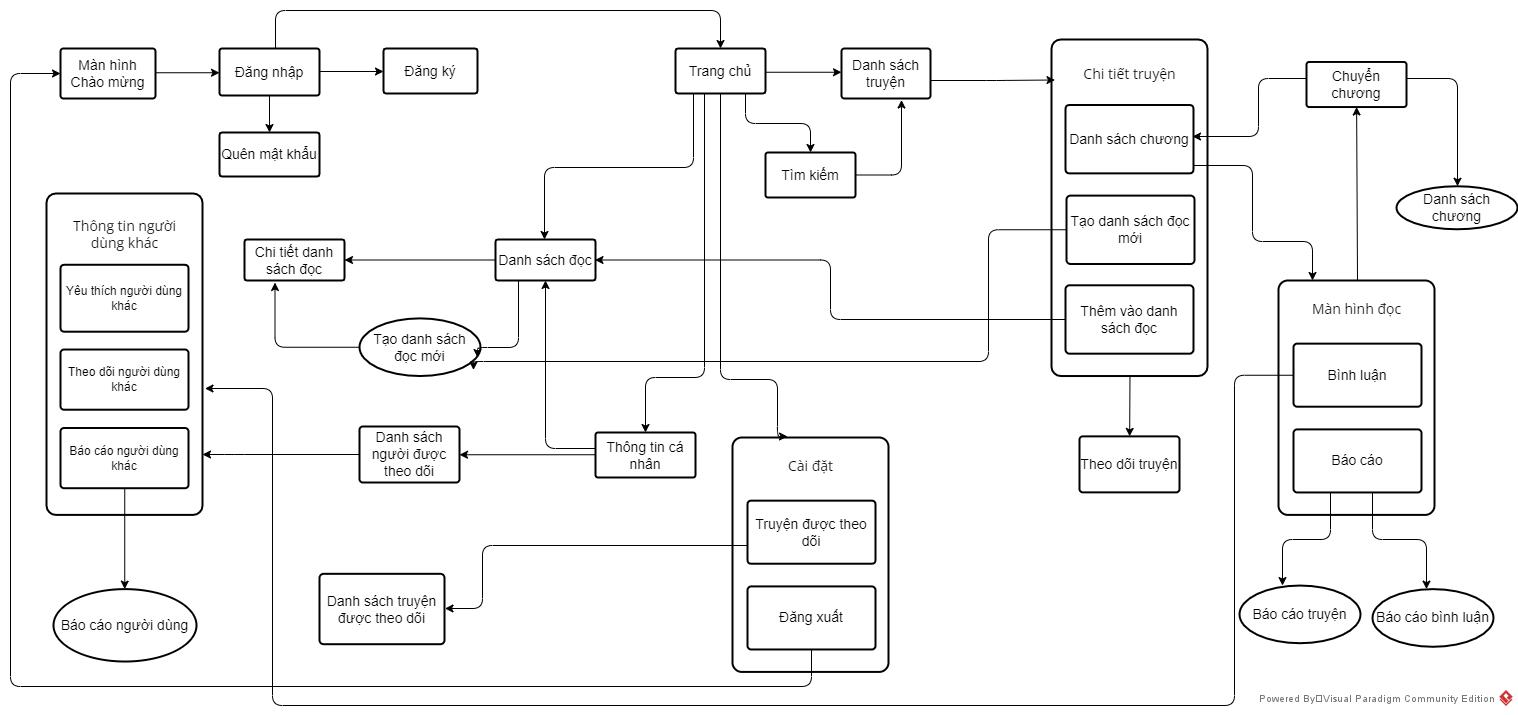 Màn hình
Chào mừng
Đăng nhập
Đăng ký
Quên mật khẩu
Trang chủ
Danh sách
truyện
Tìm kiếm
Chi tiết truyện
Danh sách chương
Tạo danh sách đọc
mới
Thêm vào danh
sách đọc
Chuyển
chương
Danh sách
chương
Thông tin người
dùng khác
Yêu thích người dùng
khác
Theo dõi người dùng
khác
Báo cáo người dùng
khác
Chi tiết danh
sách đọc
Danh sách đọc
Tạo danh sách
đọc mới
Màn hình đọc
Bình luận
Báo cáo
Danh sách
người được
theo dõi
Thông tin cá
nhân
Cài đặt
Truyện được theo
dõi
Đăng xuất
Theo dõi truyện
Danh sách truyện
được theo dõi
Báo cáo người dùng
Báo cáo truyện
Báo cáo bình luận
Powered By Visual Paradigm Community Edition